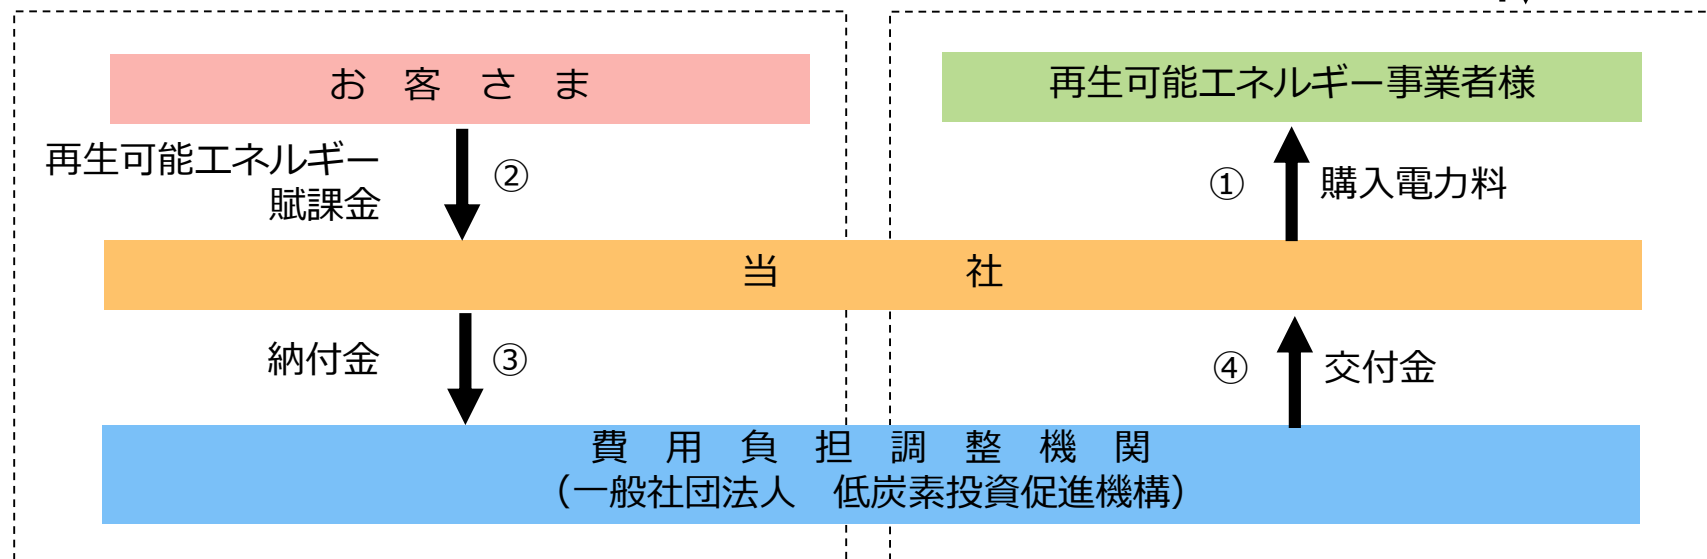 お　客　さ　ま
再生可能エネルギー事業者様
再生可能エネルギー
賦課金
②
①
購入電力料
当　　　　　社
納付金
③
④
交付金
費　用　負　担　調　整　機　関
（一般社団法人　低炭素投資促進機構）